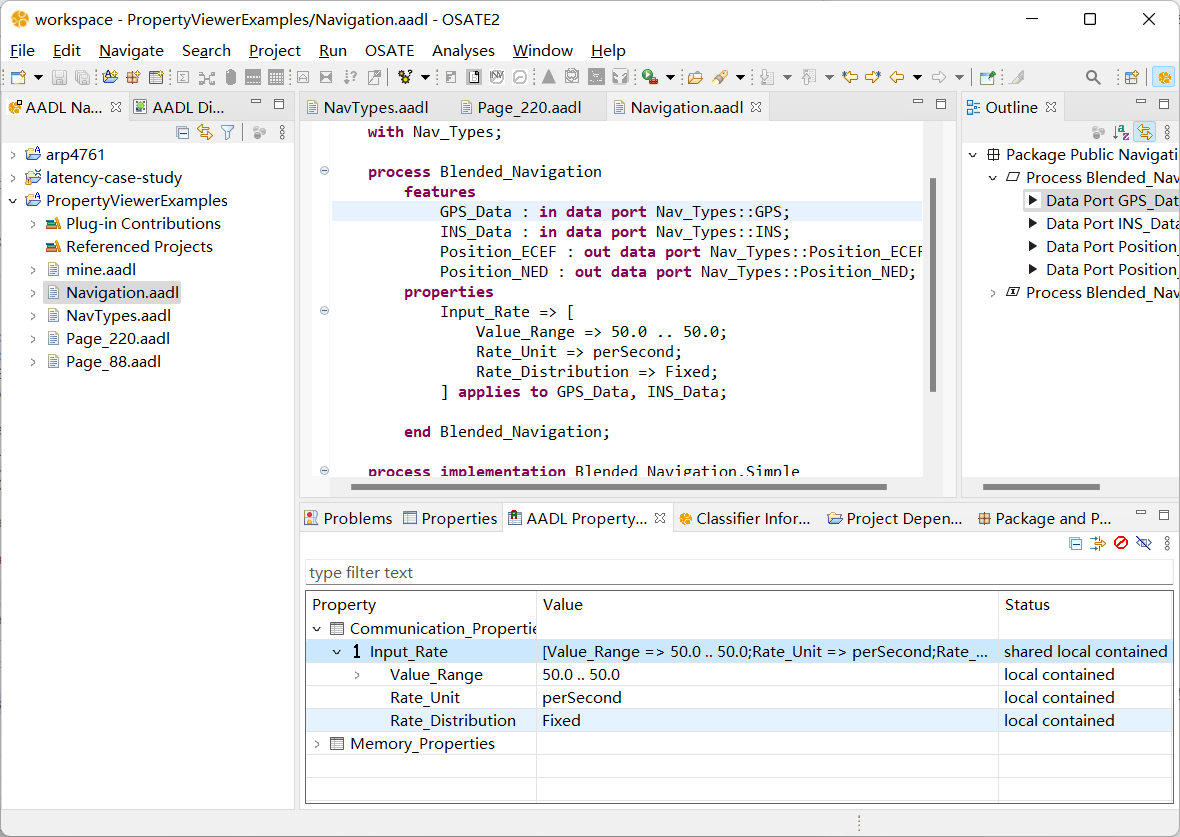 workspace - PropertyViewerExamples/Navigation.aadl - OSATE2
File Edit Navigate Search Project Run OSATE Analyses Window Help
AADL Na... AADL Di...
arp4761
latency-case-study
PropertyViewerExamples
Plug-in Contributions
Referenced Projects
mine.aadl
Navigation.aadl
NavTypes.aadl
Page_220.aadl
Page_88.aadl
NavTypes.aadl Page_220.aadl Navigation.aadl
with Nav_Types;
process Blended_Navigation
features
GPS_Data : in data port Nav_Types::GPS;
INS_Data : in data port Nav_Types::INS;
Position_ECEF : out data port Nav_Types::Position_ECEF
Position_NED : out data port Nav_Types::Position_NED;
properties
Input_Rate => [
Value_Range => 50.0 .. 50.0;
Rate_Unit => perSecond;
Rate_Distribution => Fixed;
] applies to GPS_Data, INS_Data;
end Blended_Navigation;
process implementation Blended_Navigation.Simple
Outline
Package Public Navigati
Process Blended_Nav
Data Port GPS_Dat
Data Port INS_Data
Data Port Position_
Data Port Position_
Process Blended_Nav
Problems Properties AADL Property... Classifier Infor... Project Depen... Package and P...
type filter text
Property Value Status
Communication_Propertie
1 Input_Rate [Value_Range => 50.0 .. 50.0;Rate_Unit => perSecond;Rate_... shared local contained
Value_Range 50.0 .. 50.0 local contained
Rate_Unit perSecond local contained
Rate_Distribution Fixed local contained
Memory_Properties